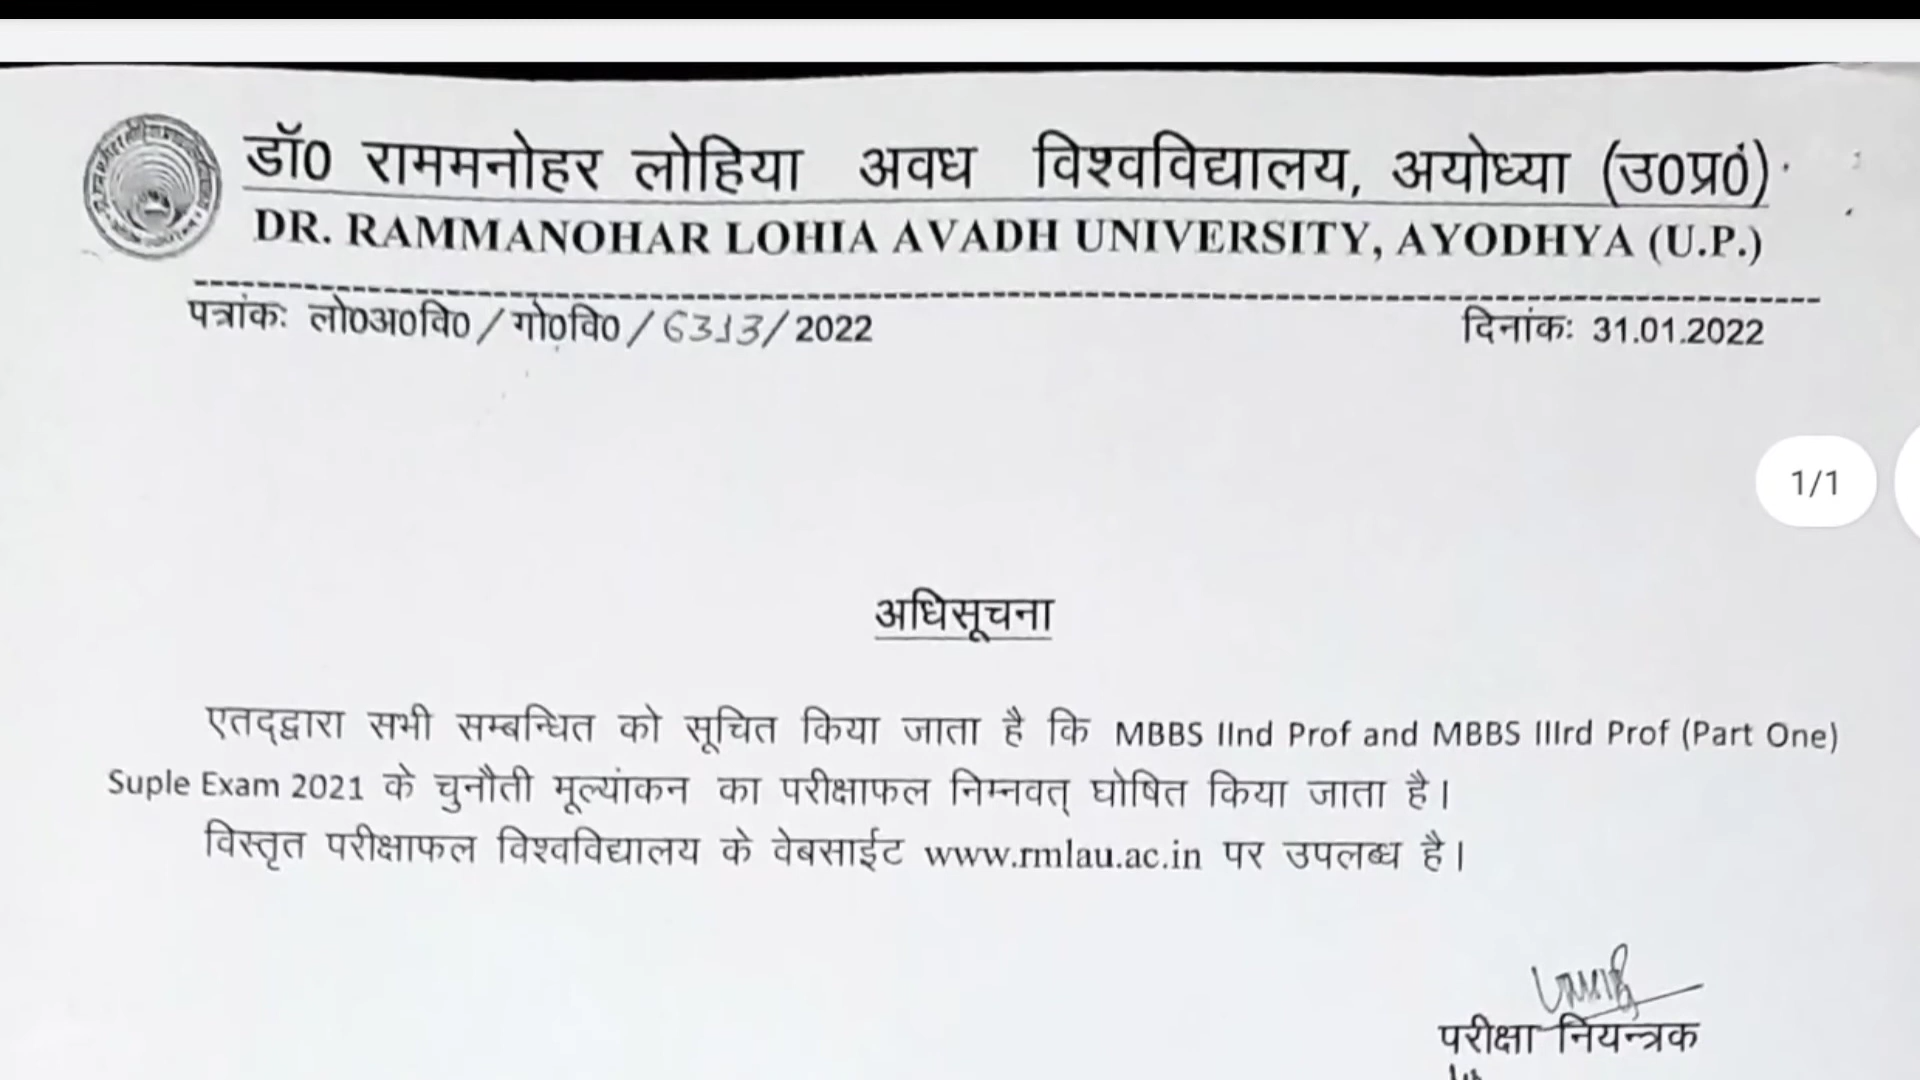 डॉ0 राममनोहर लोहिया अवध विश्वविद्यालय, अयोध्या (उ0प्र0)
DR. RAMMANOHAR LOHIA AVADH UNIVERSITY, AYODHYA (U.P.)
पत्रांकः लो0अ0वि0/गो0वि0/6313/2022 दिनांकः 31.01.2022
1/1
अधिसूचना
एतद्द्वारा सभी सम्बन्धित को सूचित किया जाता है कि MBBS IInd Prof and MBBS IIIrd Prof (Part One)
Suple Exam 2021 के चुनौती मूल्यांकन का परीक्षाफल निम्नवत् घोषित किया जाता है।
विस्तृत परीक्षाफल विश्वविद्यालय के वेबसाईट www.rmlau.ac.in पर उपलब्ध है।
परीक्षा नियन्त्रक